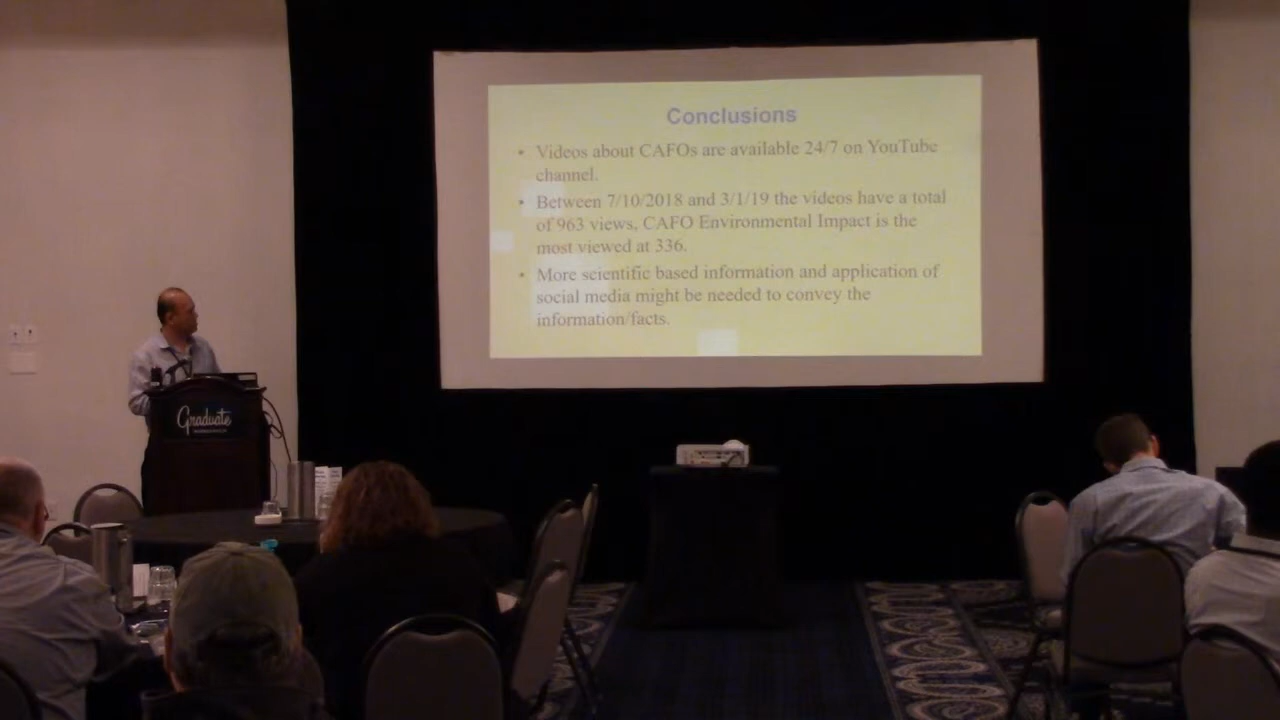 Conclusions
• Videos about CAFOs are available 24/7 on YouTube
channel.
• Between 7/10/2018 and 3/1/19 the videos have a total
of 963 views, CAFO Environmental Impact is the
most viewed at 336.
• More scientific based information and application of
social media might be needed to convey the
information/facts.
Graduate